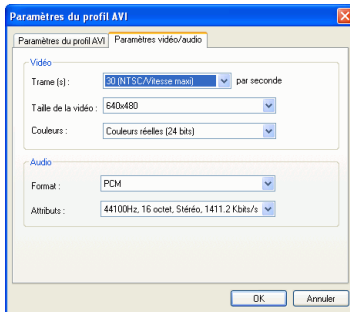 Paramètres du profil AVI
Paramètres du profil AVI Paramètres vidéo/audio
Vidéo
Trame (s) : 30 (NTSC/Vitesse maxi) par seconde
Taille de la vidéo : 640x480
Couleurs : Couleurs réelles (24 bits)
Audio
Format : PCM
Attributs : 44100Hz, 16 octet, Stéréo, 1411.2 Kbits/s
OK Annuler